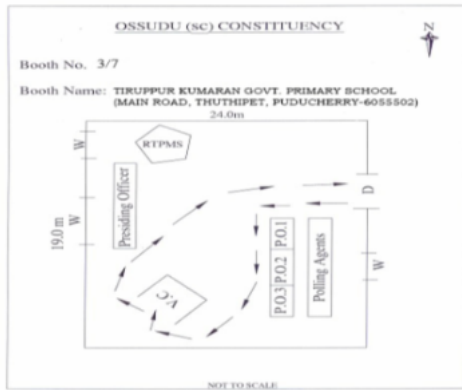 OSSUDU (SC) CONSTITUENCY
N
Booth No. 3/7
Booth Name: TIRUPPUR KUMARAN GOVT. PRIMARY SCHOOL
(MAIN ROAD, THUTHIPET, PUDUCHERRY-6055502)
24.0m
W
RTPMS
Presiding Officer
D
19.0 m
W
P.O.1
P.O.2
P.O.3
Polling Agents
W
V.C
NOT TO SCALE